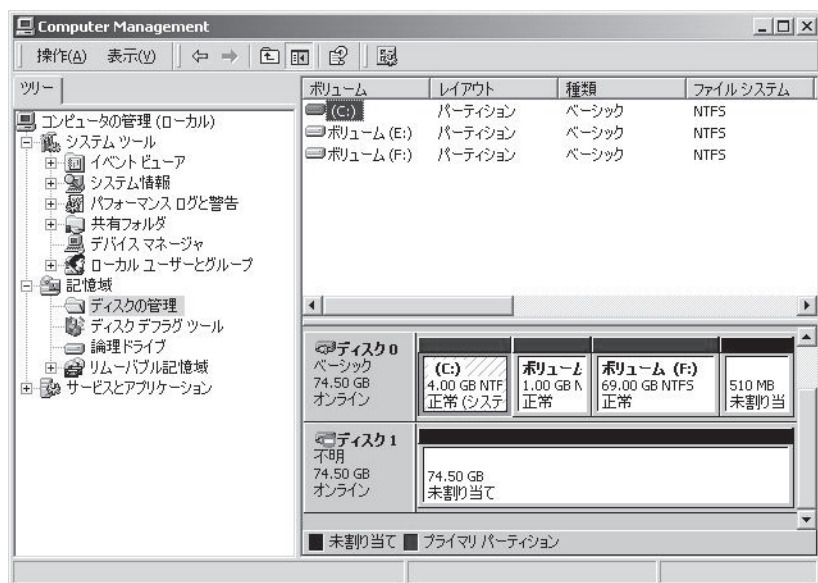 Computer Management
操作(A) 表示(V)
ツリー
コンピュータの管理 (ローカル)
システム ツール
イベント ビューア
システム情報
パフォーマンス ログと警告
共有フォルダ
デバイス マネージャ
ローカル ユーザーとグループ
記憶域
ディスクの管理
ディスク デフラグ ツール
論理ドライブ
リムーバブル記憶域
サービスとアプリケーション
ボリューム レイアウト 種類 ファイル システム
(C:) パーティション ベーシック NTFS
ボリューム (E:) パーティション ベーシック NTFS
ボリューム (F:) パーティション ベーシック NTFS
ディスク 0
ベーシック
74.50 GB
オンライン
(C:)
4.00 GB NTF
正常 (システ
ボリューム
1.00 GB N
正常
ボリューム (F:)
69.00 GB NTFS
正常
510 MB
未割り当
ディスク 1
不明
74.50 GB
オンライン
74.50 GB
未割り当て
未割り当て プライマリ パーティション